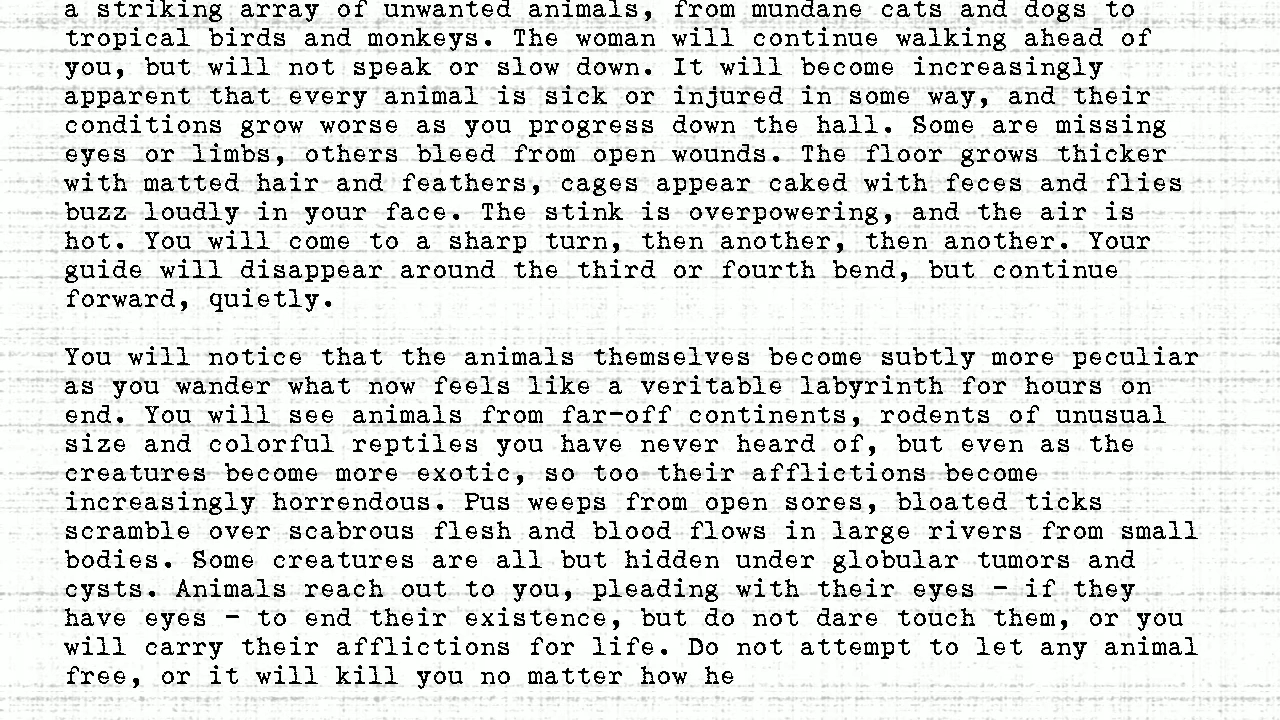 a striking array of unwanted animals, from mundane cats and dogs to
tropical birds and monkeys. The woman will continue walking ahead of
you, but will not speak or slow down. It will become increasingly
apparent that every animal is sick or injured in some way, and their
conditions grow worse as you progress down the hall. Some are missing
eyes or limbs, others bleed from open wounds. The floor grows thicker
with matted hair and feathers, cages appear caked with feces and flies
buzz loudly in your face. The stink is overpowering, and the air is
hot. You will come to a sharp turn, then another, then another. Your
guide will disappear around the third or fourth bend, but continue
forward, quietly.

You will notice that the animals themselves become subtly more peculiar
as you wander what now feels like a veritable labyrinth for hours on
end. You will see animals from far-off continents, rodents of unusual
size and colorful reptiles you have never heard of, but even as the
creatures become more exotic, so too their afflictions become
increasingly horrendous. Pus weeps from open sores, bloated ticks
scramble over scabrous flesh and blood flows in large rivers from small
bodies. Some creatures are all but hidden under globular tumors and
cysts. Animals reach out to you, pleading with their eyes - if they
have eyes - to end their existence, but do not dare touch them, or you
will carry their afflictions for life. Do not attempt to let any animal
free, or it will kill you no matter how he